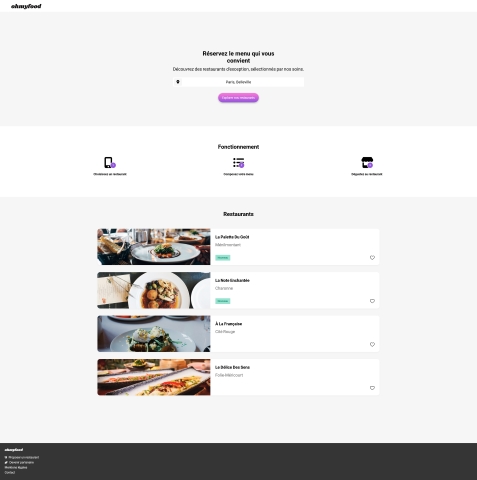 ohmyfood
Réservez le menu qui vous
convient
Découvrez des restaurants d'exception, sélectionnés par nos soins.
Paris, Belleville
Explorer nos restaurants
Fonctionnement
Choisissez un restaurant
Composez votre menu
Dégustez au restaurant
Restaurants
La Palette Du Goût
Ménilmontant
Nouveau
La Note Enchantée
Charonne
Nouveau
À La Française
Cité Rouge
Le Délice Des Sens
Folie-Méricourt
ohmyfood
Proposer un restaurant
Devenir partenaire
Mentions légales
Contact